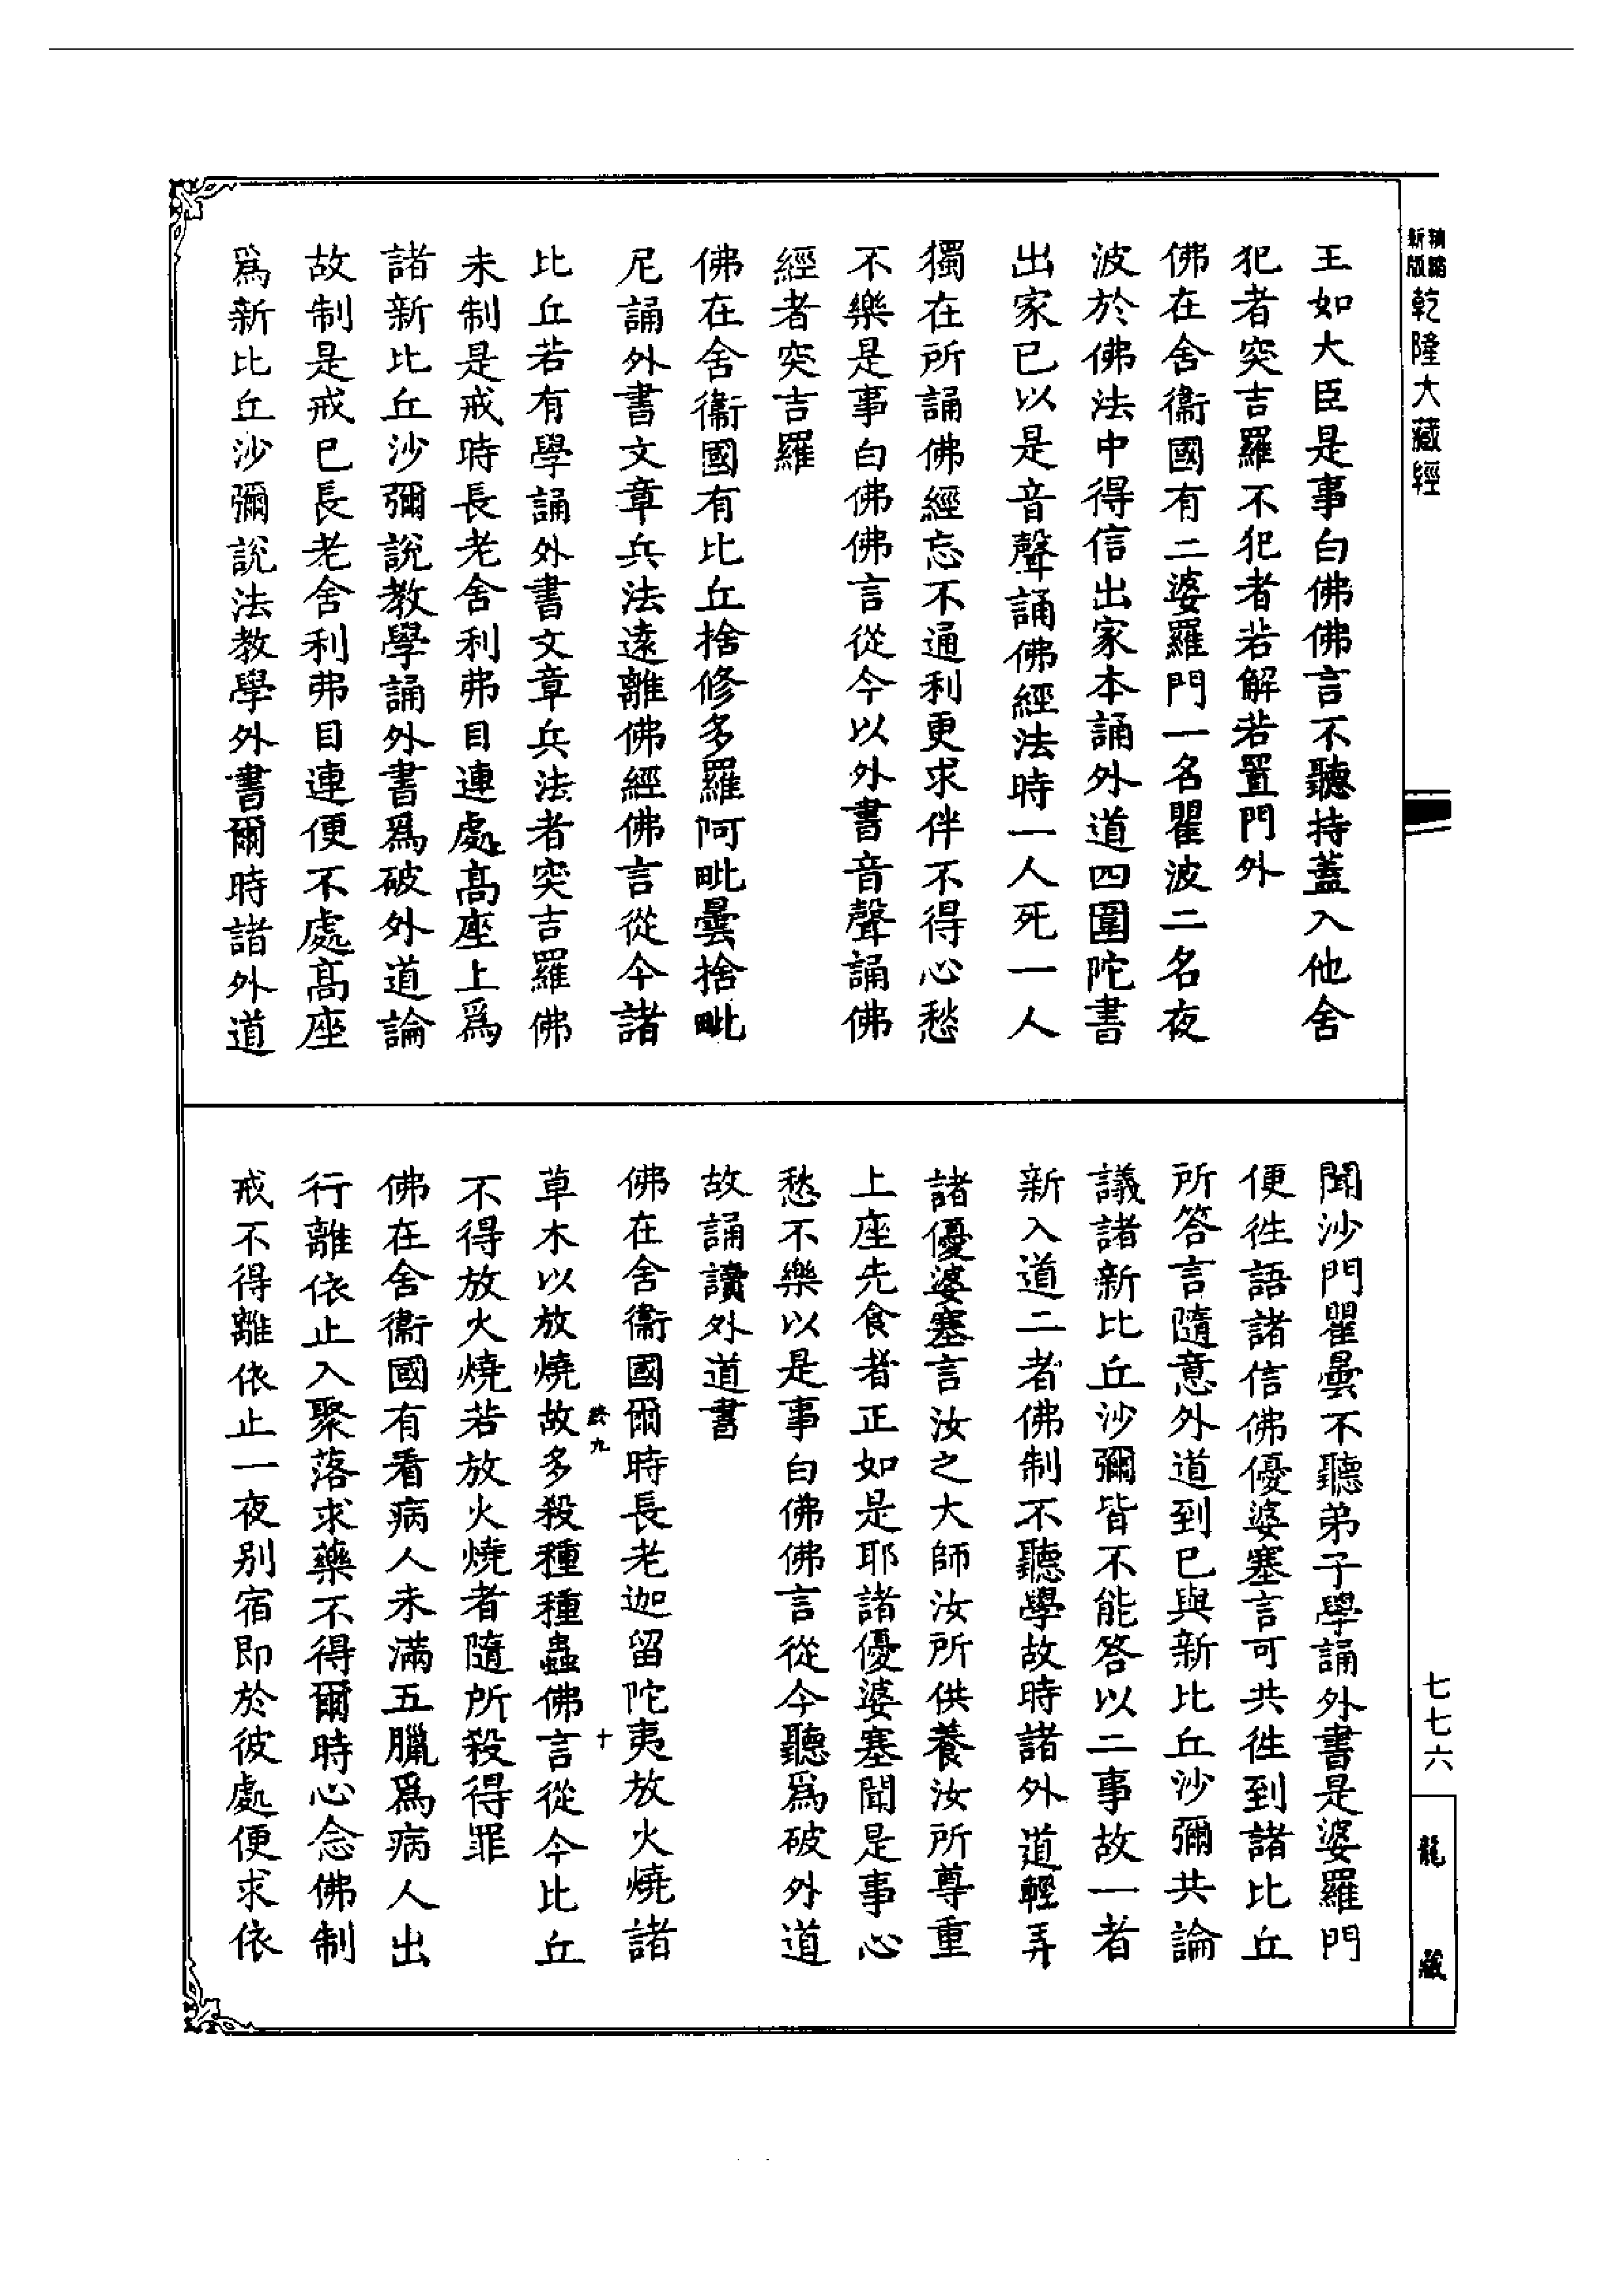 精縮
新版
乾隆大藏經
王如大臣是事白佛佛言不聽持蓋入他舍
犯者突吉羅不犯者若解若置門外
佛在舍衞國有二婆羅門一名瞿波二名夜
波於佛法中得信出家本誦外道四圍陀書
出家已以是音聲誦佛經法時一人死一人
獨在所誦佛經忘不通利更求伴不得心愁
不樂是事白佛佛言從今以外書音聲誦佛
經者突吉羅
佛在舍衞國有比丘捨修多羅阿毗曇捨毗
尼誦外書文章兵法遠離佛經佛言從今諸
比丘若有學誦外書文章兵法者突吉羅佛
未制是戒時長老舍利弗目連處高座上爲
諸新比丘沙彌說教學誦外書爲破外道論
故制是戒已長老舍利弗目連便不處高座
爲新比丘沙彌說法教學外書爾時諸外道
聞沙門瞿曇不聽弟子學誦外書是婆羅門
便徃語諸信佛優婆塞言可共徃到諸比丘
所答言隨意外道到已與新比丘沙彌共論
議諸新比丘沙彌皆不能答以二事故一者
新入道二者佛制不聽學故時諸外道輕弄
諸優婆塞言汝之大師汝所供養汝所尊重
上座先食者正如是耶諸優婆塞聞是事心
愁不樂以是事白佛佛言從今聽爲破外道
故誦讀外道書
佛在舍衞國爾時長老迦留陀夷放火燒諸
終九
十
草木以放燒故多殺種種蟲佛言從今比丘
不得放火燒若放火燒者隨所殺得罪
佛在舍衞國有看病人未滿五臘爲病人出
行離依止入聚落求藥不得爾時心念佛制
戒不得離依止一夜别宿即於彼處便求依
七七六
龍藏